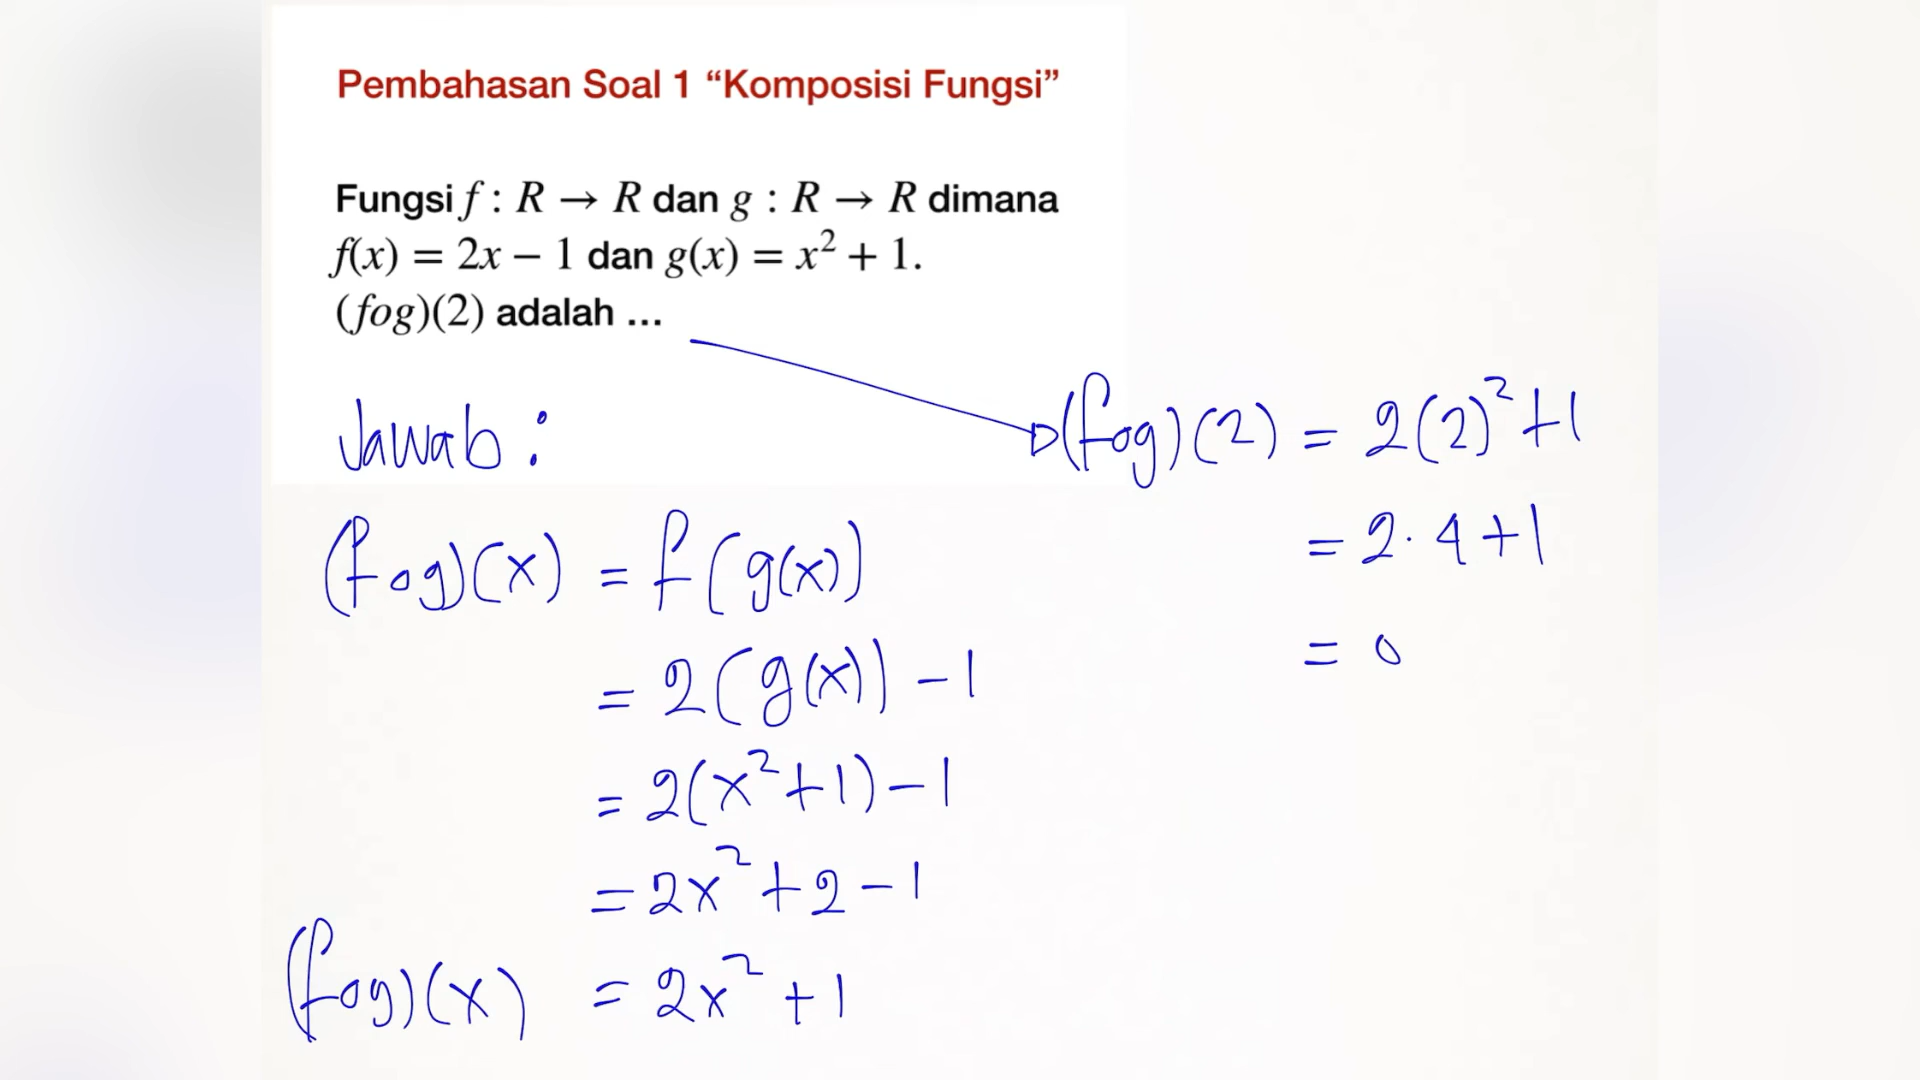 Pembahasan Soal 1 “Komposisi Fungsi”
Fungsi f : R → R dan g : R → R dimana
f(x) = 2x − 1 dan g(x) = x² + 1.
(fog)(2) adalah ...
Jawab :
(fog)(x) = f(g(x))
= 2(g(x)) − 1
= 2(x² + 1) − 1
= 2x² + 2 − 1
(fog)(x) = 2x² + 1
(fog)(2) = 2(2)² + 1
= 2 . 4 + 1
=